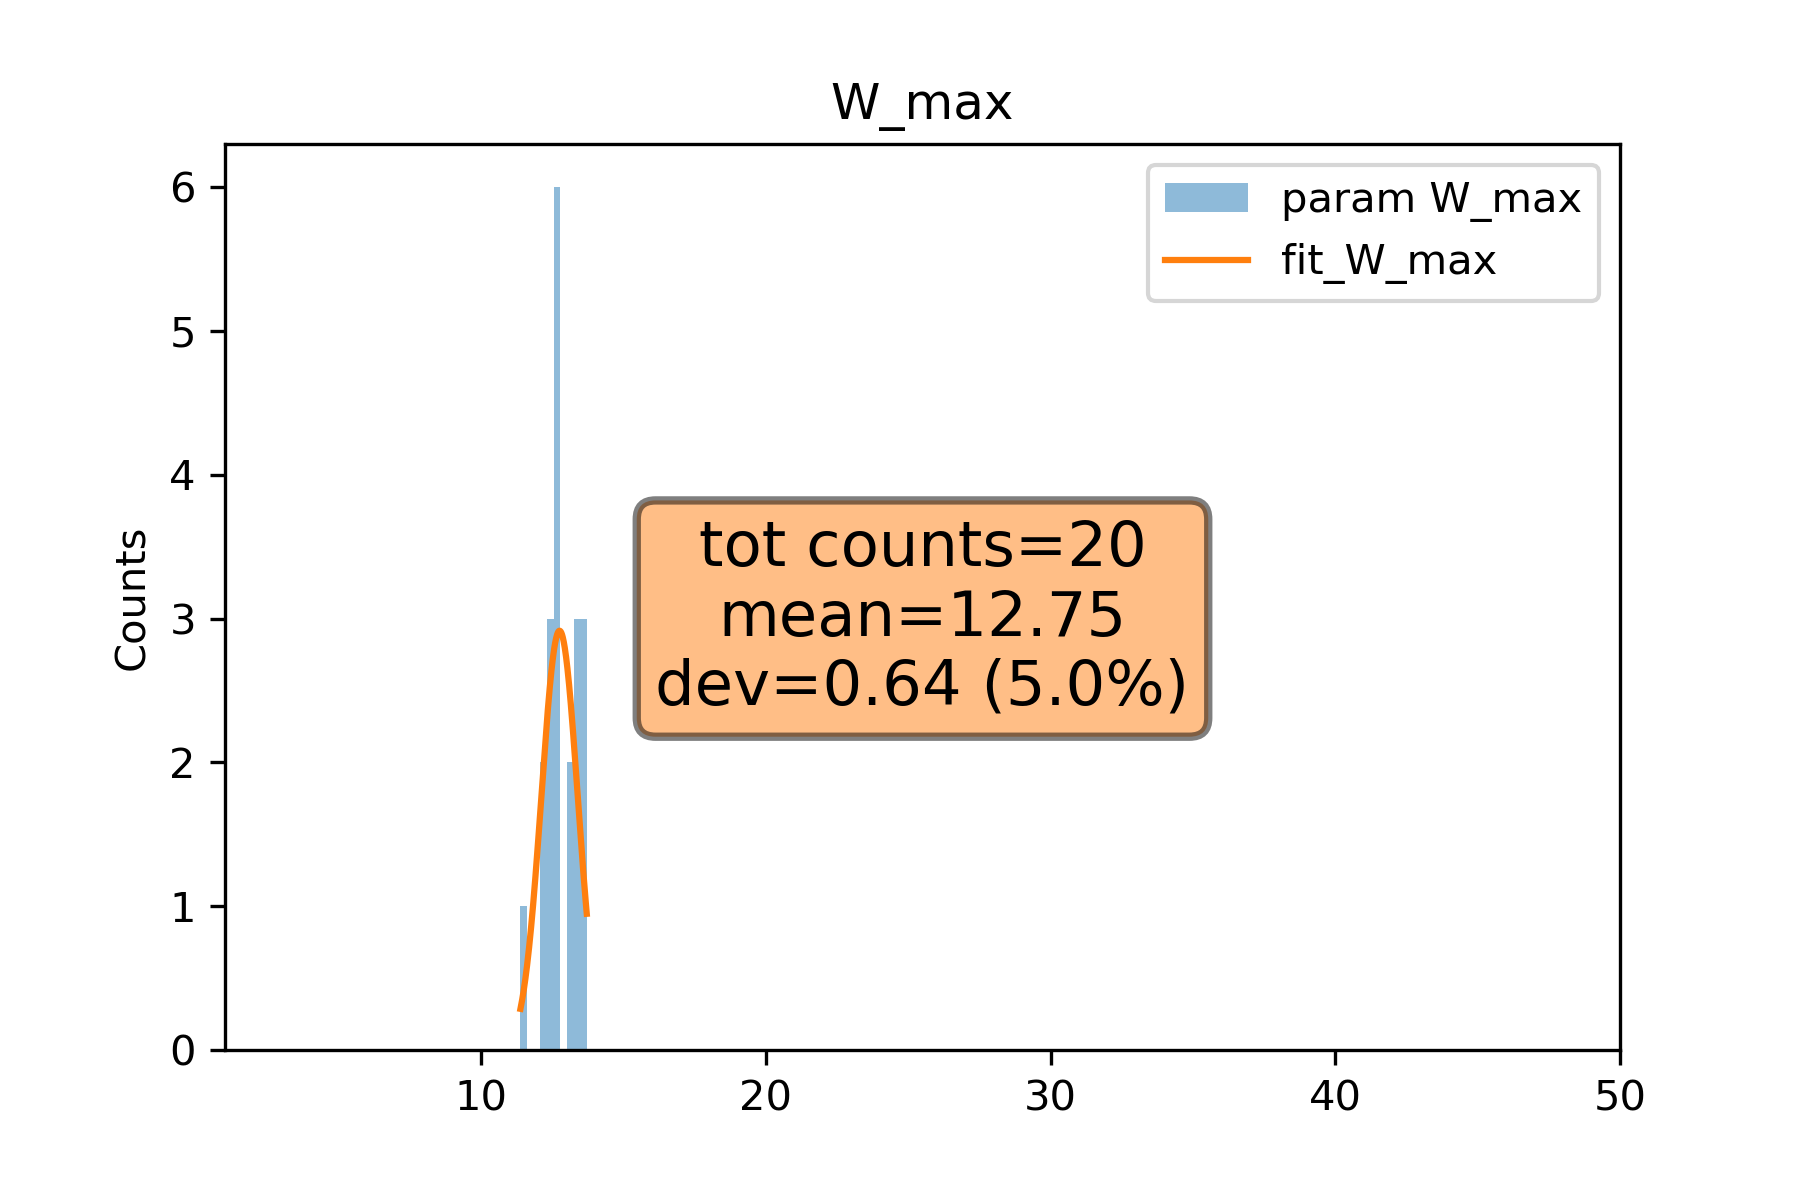 W_max
param W_max
fit_W_max
6
5
4
3
2
1
0
Counts
tot counts=20
mean=12.75
dev=0.64 (5.0%)
10 20 30 40 50